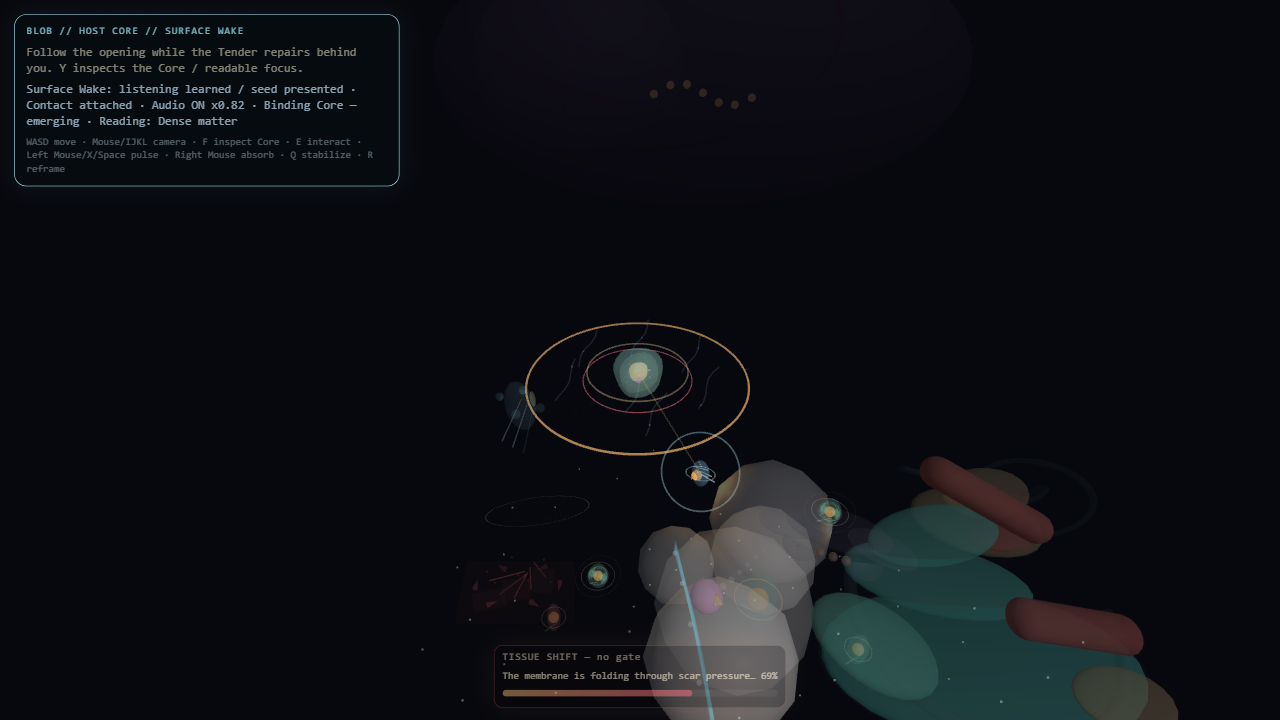 BLOB // HOST CORE // SURFACE WAKE
Follow the opening while the Tender repairs behind
you. Y inspects the Core / readable focus.
Surface Wake: listening learned / seed presented ·
Contact attached · Audio ON x0.82 · Binding Core —
emerging · Reading: Dense matter
WASD move · Mouse/IJKL camera · F inspect Core · E interact ·
Left Mouse/X/Space pulse · Right Mouse absorb · Q stabilize · R
reframe
TISSUE SHIFT — no gate
The membrane is folding through scar pressure… 69%